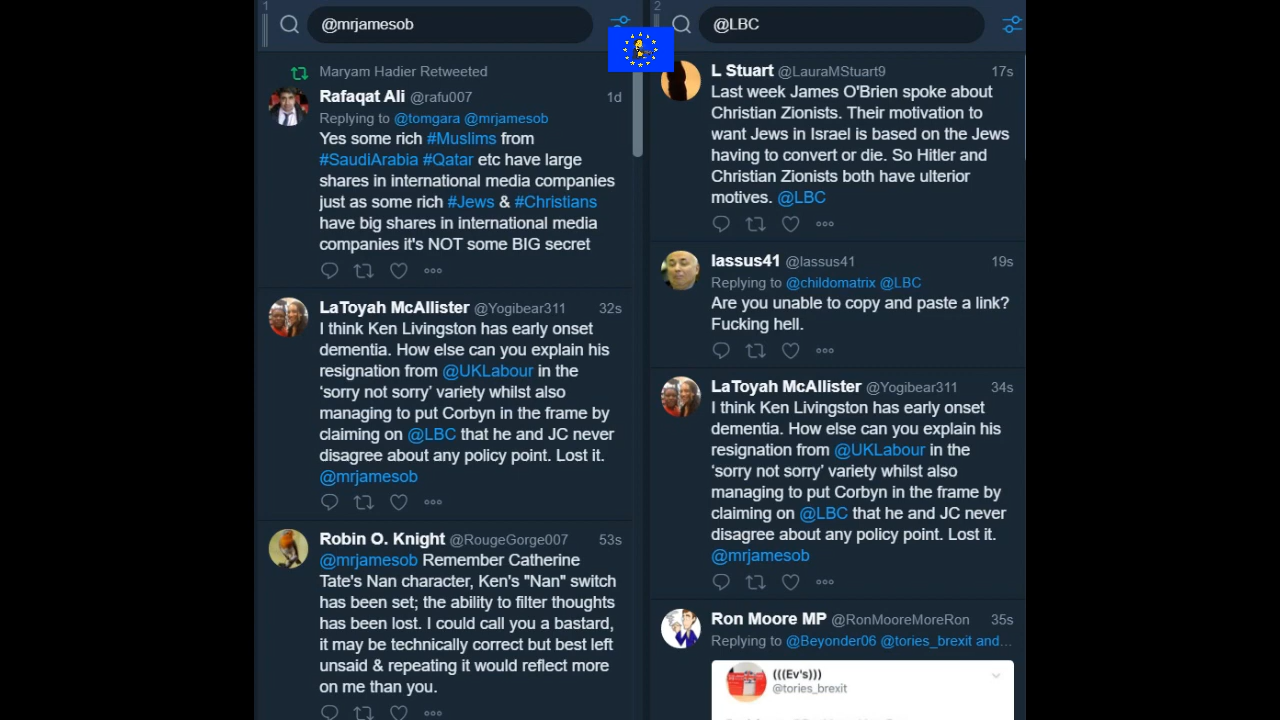 1
@mrjamesob
Maryam Hadier Retweeted
Rafaqat Ali @rafu007 1d
Replying to @tomgara @mrjamesob
Yes some rich #Muslims from
#SaudiArabia #Qatar etc have large
shares in international media companies
just as some rich #Jews & #Christians
have big shares in international media
companies it's NOT some BIG secret
LaToyah McAllister @Yogibear311 32s
I think Ken Livingston has early onset
dementia. How else can you explain his
resignation from @UKLabour in the
‘sorry not sorry’ variety whilst also
managing to put Corbyn in the frame by
claiming on @LBC that he and JC never
disagree about any policy point. Lost it.
@mrjamesob
Robin O. Knight @RougeGorge007 53s
@mrjamesob Remember Catherine
Tate's Nan character, Ken's "Nan" switch
has been set; the ability to filter thoughts
has been lost. I could call you a bastard,
it may be technically correct but best left
unsaid & repeating it would reflect more
on me than you.
2
@LBC
L Stuart @LauraMStuart9 17s
Last week James O'Brien spoke about
Christian Zionists. Their motivation to
want Jews in Israel is based on the Jews
having to convert or die. So Hitler and
Christian Zionists both have ulterior
motives. @LBC
lassus41 @lassus41 19s
Replying to @childomatrix @LBC
Are you unable to copy and paste a link?
Fucking hell.
LaToyah McAllister @Yogibear311 34s
I think Ken Livingston has early onset
dementia. How else can you explain his
resignation from @UKLabour in the
‘sorry not sorry’ variety whilst also
managing to put Corbyn in the frame by
claiming on @LBC that he and JC never
disagree about any policy point. Lost it.
@mrjamesob
Ron Moore MP @RonMooreMoreRon 35s
Replying to @Beyonder06 @tories_brexit and...
(((Ev's)))
@tories_brexit